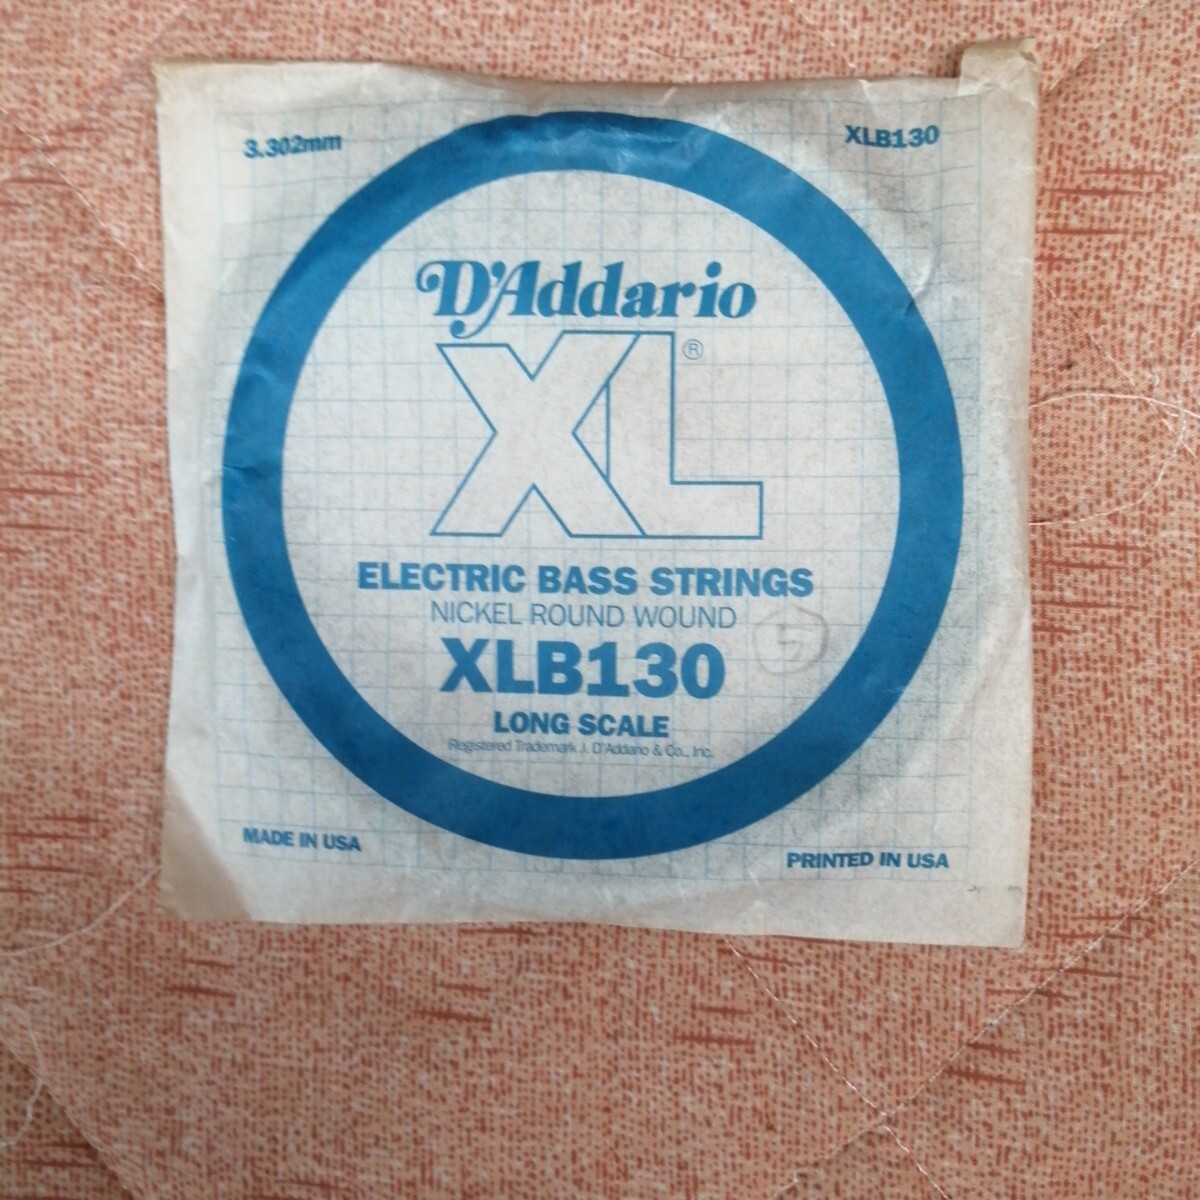 3.302mm
XLB130
D'Addario
XL®
ELECTRIC BASS STRINGS
NICKEL ROUND WOUND
5
XLB130
LONG SCALE
Registered Trademark J. D'Addario & Co., Inc.
MADE IN USA
PRINTED IN USA